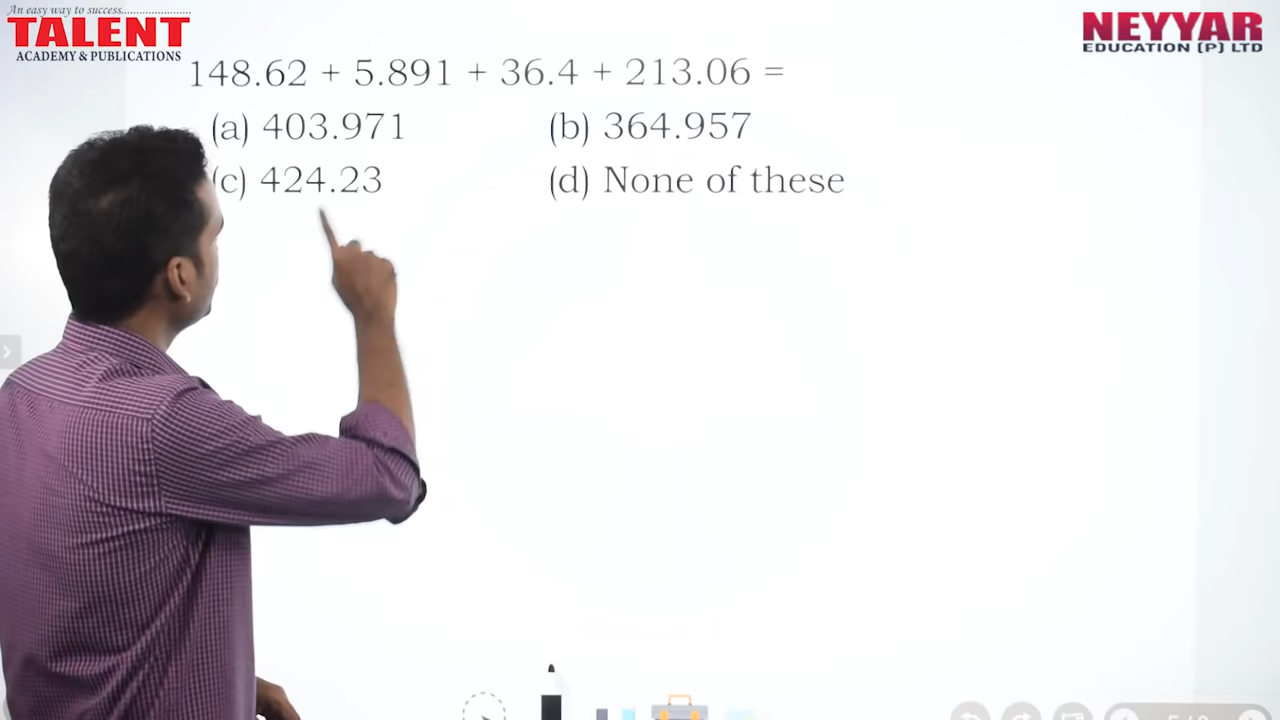 An easy way to success.......................
TALENT
ACADEMY & PUBLICATIONS
NEYYAR
EDUCATION (P) LTD
148.62 + 5.891 + 36.4 + 213.06 =
(a) 403.971 (b) 364.957
(c) 424.23 (d) None of these